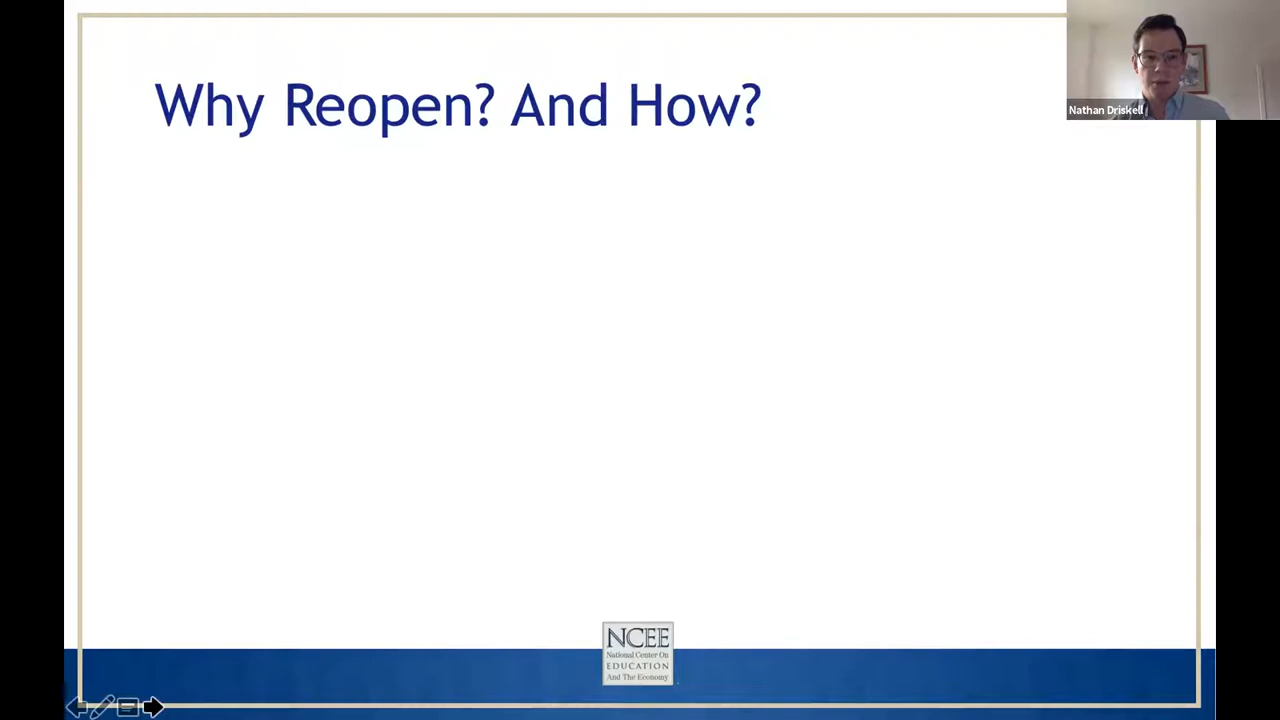 Why Reopen? And How?
Nathan Driskell
NCEE
National Center On
EDUCATION
And The Economy